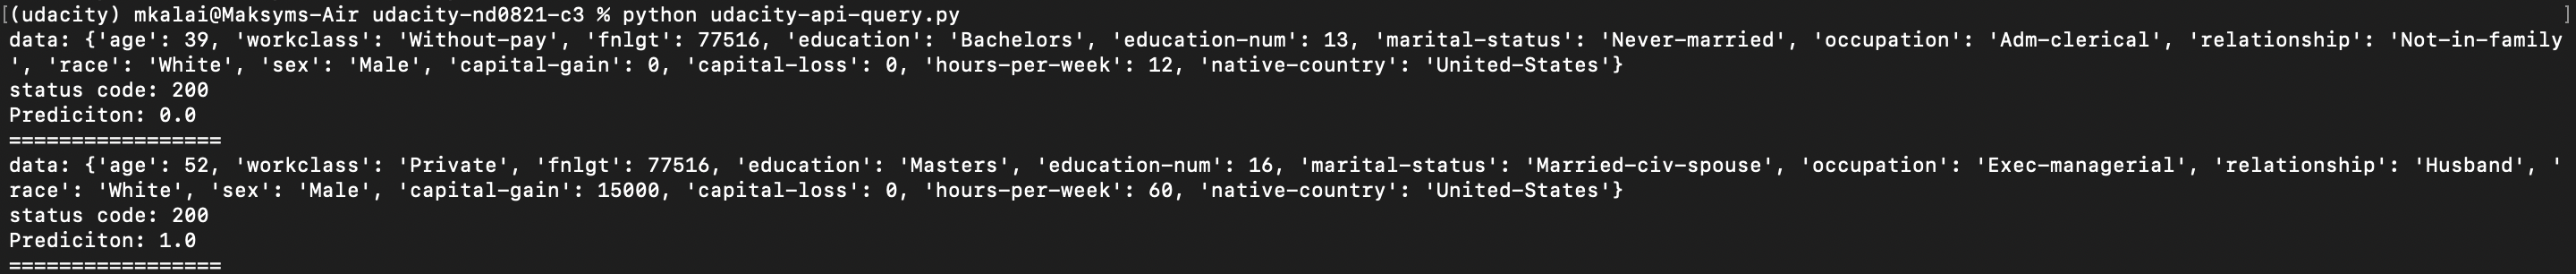 [(udacity) mkalai@Maksyms-Air udacity-nd0821-c3 % python udacity-api-query.py ]
data: {'age': 39, 'workclass': 'Without-pay', 'fnlgt': 77516, 'education': 'Bachelors', 'education-num': 13, 'marital-status': 'Never-married', 'occupation': 'Adm-clerical', 'relationship': 'Not-in-family
', 'race': 'White', 'sex': 'Male', 'capital-gain': 0, 'capital-loss': 0, 'hours-per-week': 12, 'native-country': 'United-States'}
status code: 200
Prediciton: 0.0
=================
data: {'age': 52, 'workclass': 'Private', 'fnlgt': 77516, 'education': 'Masters', 'education-num': 16, 'marital-status': 'Married-civ-spouse', 'occupation': 'Exec-managerial', 'relationship': 'Husband', '
race': 'White', 'sex': 'Male', 'capital-gain': 15000, 'capital-loss': 0, 'hours-per-week': 60, 'native-country': 'United-States'}
status code: 200
Prediciton: 1.0
=================